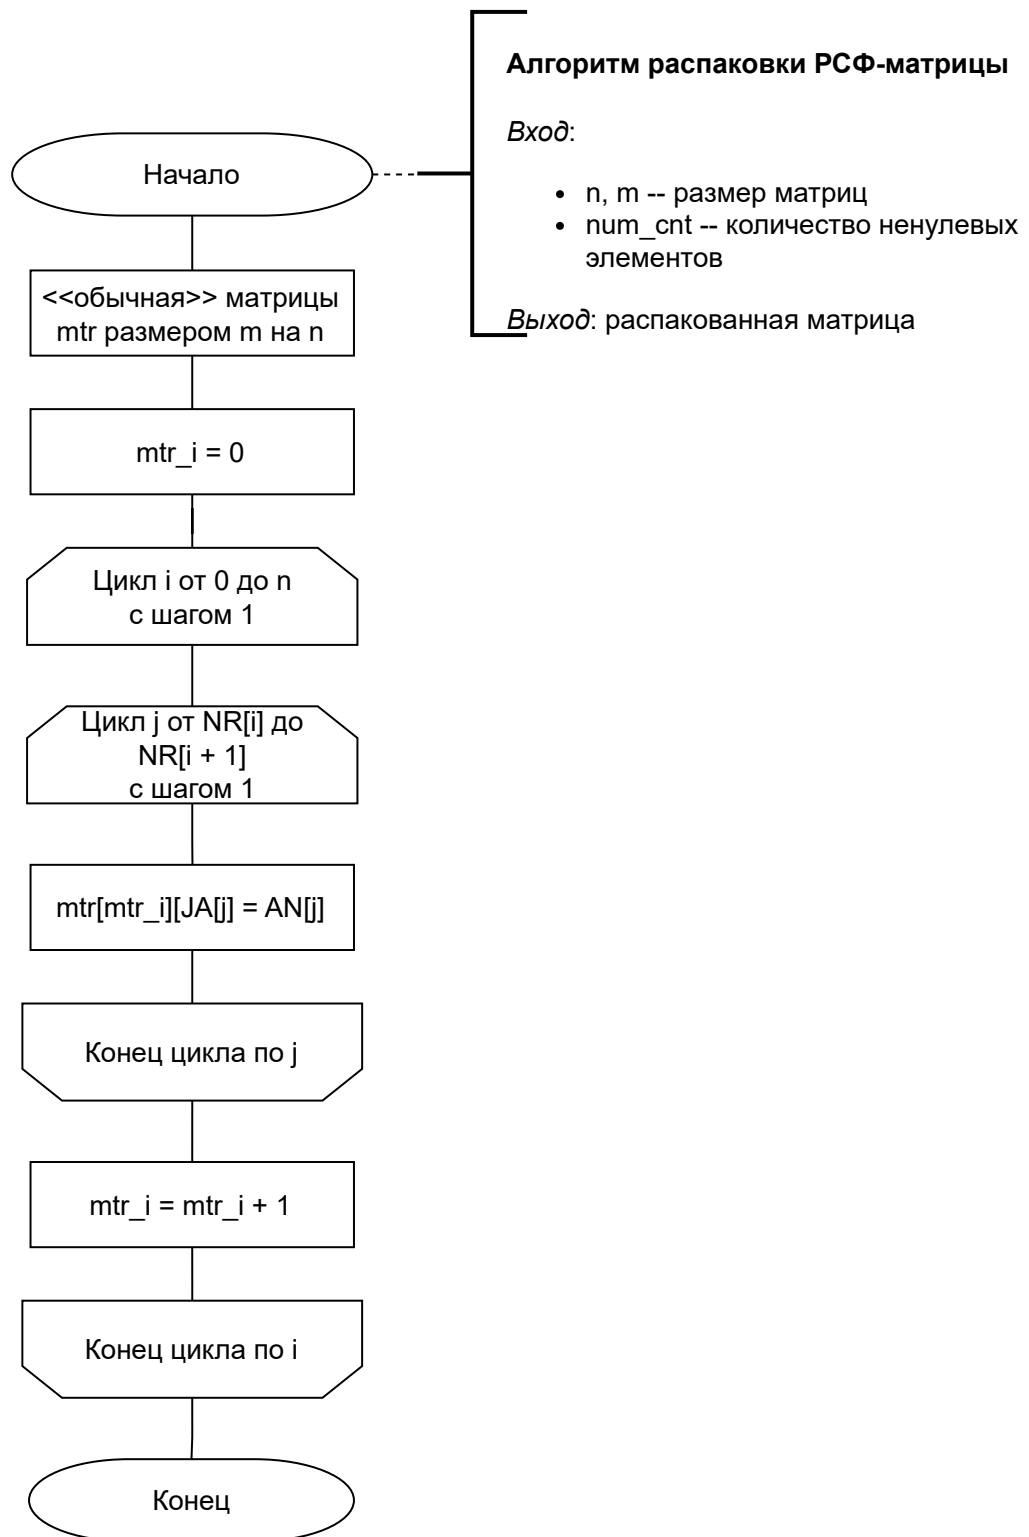 Алгоритм распаковки РСФ-матрицы
Вход:
• n, m -- размер матриц
• num_cnt -- количество ненулевых
элементов
Выход: распакованная матрица
Начало
<<обычная>> матрицы
mtr размером m на n
mtr_i = 0
Цикл i от 0 до n
с шагом 1
Цикл j от NR[i] до
NR[i + 1]
с шагом 1
mtr[mtr_i][JA[j] = AN[j]
Конец цикла по j
mtr_i = mtr_i + 1
Конец цикла по i
Конец